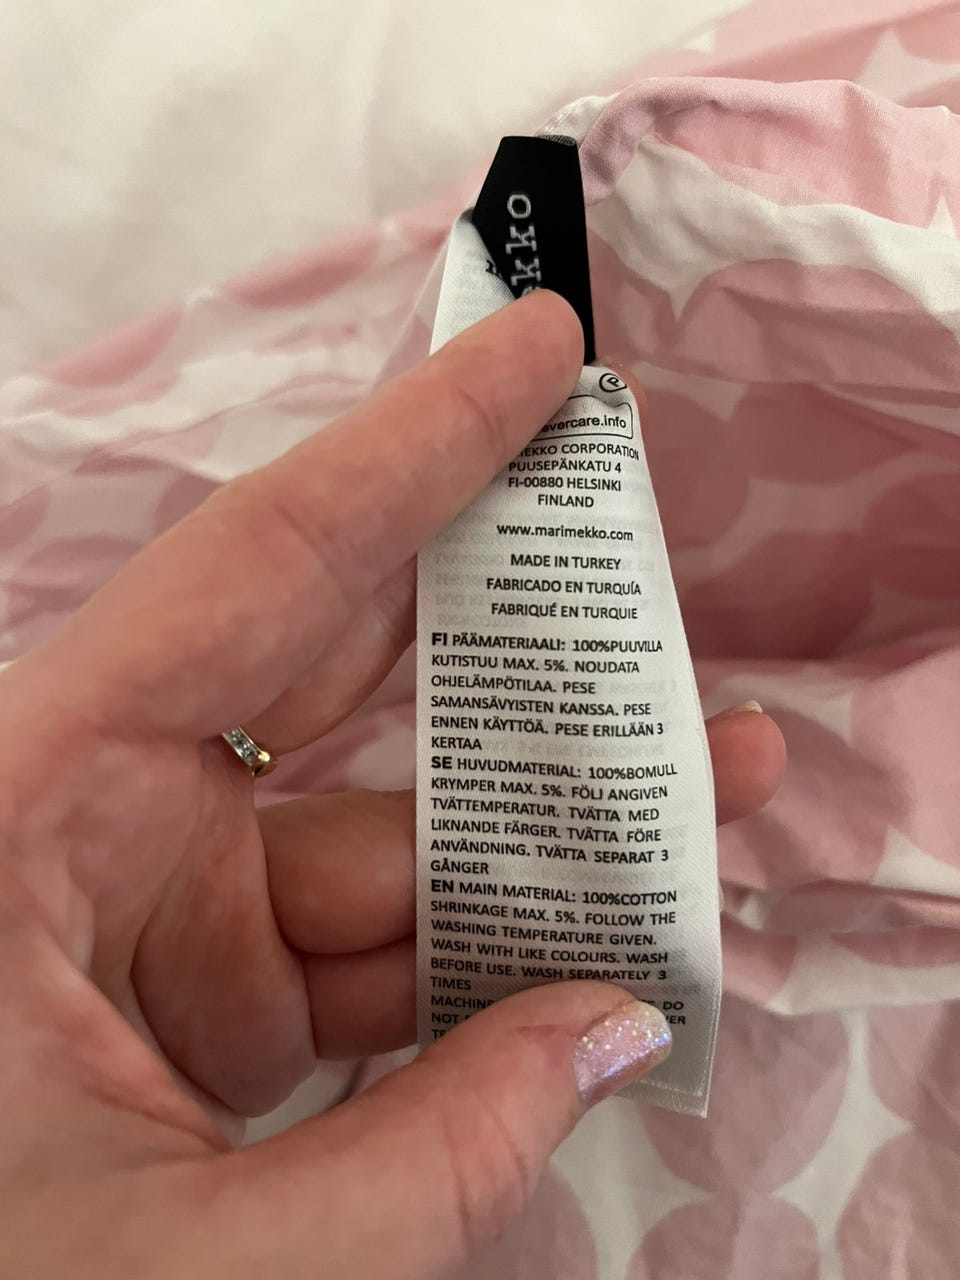 kko
P
evercare.info
EKKO CORPORATION
PUUSEPÄNKATU 4
FI-00880 HELSINKI
FINLAND
www.marimekko.com
MADE IN TURKEY
FABRICADO EN TURQUÍA
FABRIQUÉ EN TURQUIE
FI PÄÄMATERIAALI: 100%PUUVILLA
KUTISTUU MAX. 5%. NOUDATA
OHJELÄMPÖTILAA. PESE
SAMANSÄVYISTEN KANSSA. PESE
ENNEN KÄYTTÖÄ. PESE ERILLÄÄN 3
KERTAA
SE HUVUDMATERIAL: 100%BOMULL
KRYMPER MAX. 5%. FÖLJ ANGIVEN
TVÄTTEMPERATUR. TVÄTTA MED
LIKNANDE FÄRGER. TVÄTTA FÖRE
ANVÄNDNING. TVÄTTA SEPARAT 3
GÅNGER
EN MAIN MATERIAL: 100%COTTON
SHRINKAGE MAX. 5%. FOLLOW THE
WASHING TEMPERATURE GIVEN.
WASH WITH LIKE COLOURS. WASH
BEFORE USE. WASH SEPARATELY 3
TIMES
MACHINE DO
NOT